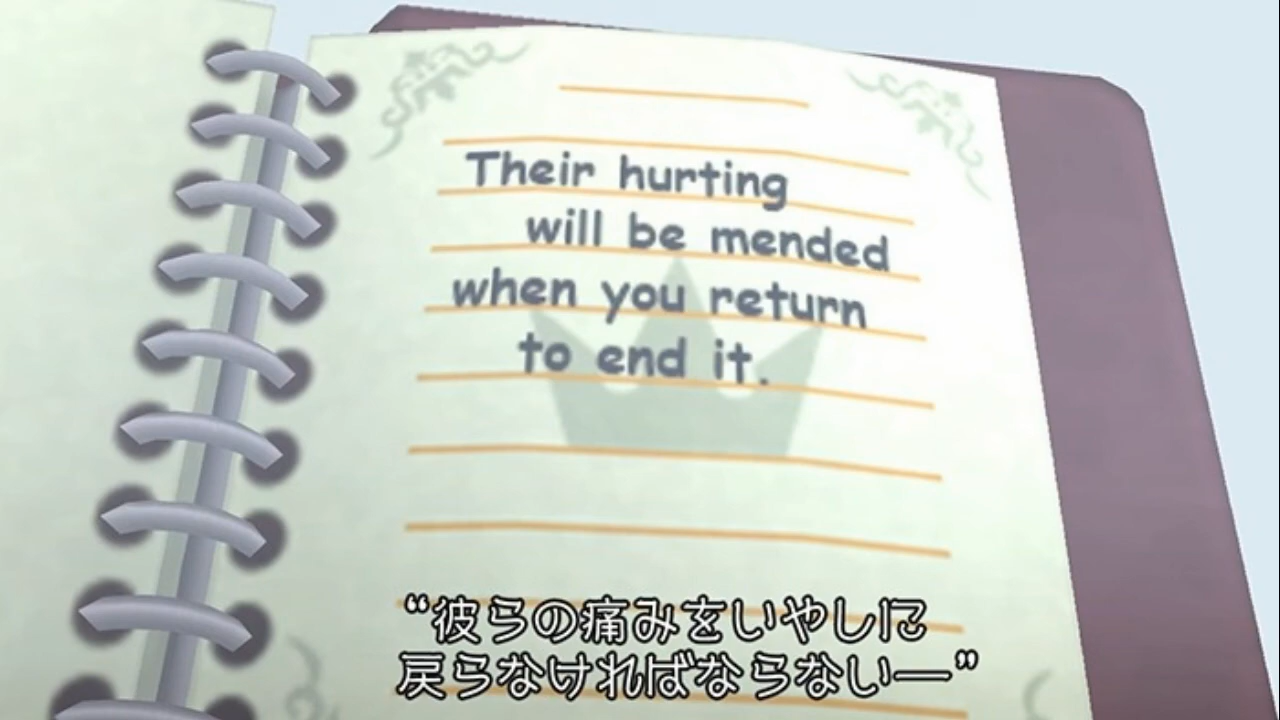 Their hurting
will be mended
when you return
to end it.
“彼らの痛みをいやしに
戻らなければならない―”